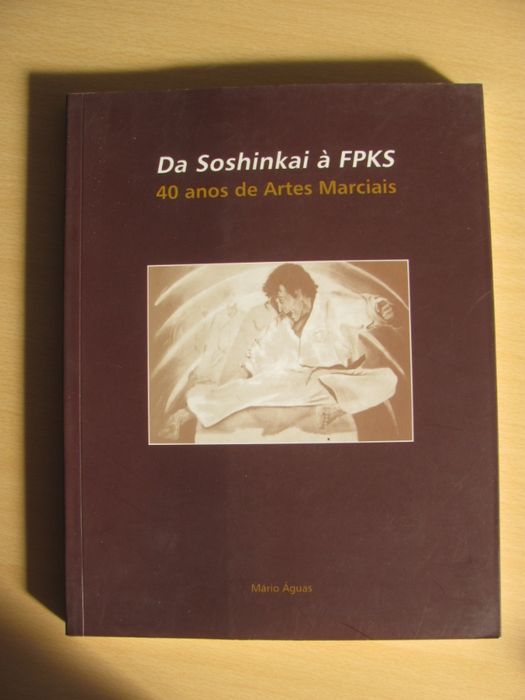 Da Soshinkai à FPKS
40 anos de Artes Marciais
Mário Águas